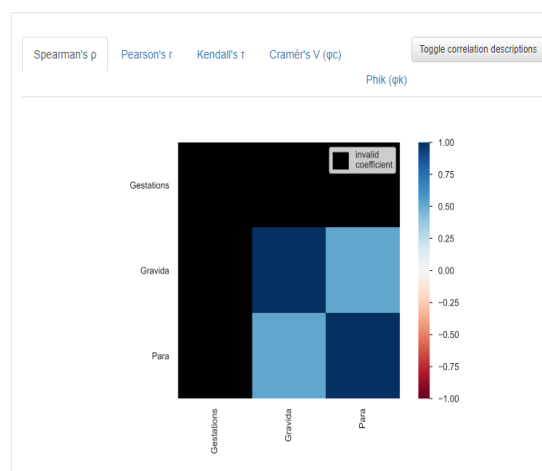 Spearman's ρ
Pearson's r
Kendall's τ
Cramér's V (φc)
Toggle correlation descriptions
Phik (φk)
invalid
coefficient
Gestations
Gravida
Para
1.00
0.75
0.50
0.25
0.00
−0.25
−0.50
−0.75
−1.00
Gestations
Gravida
Para